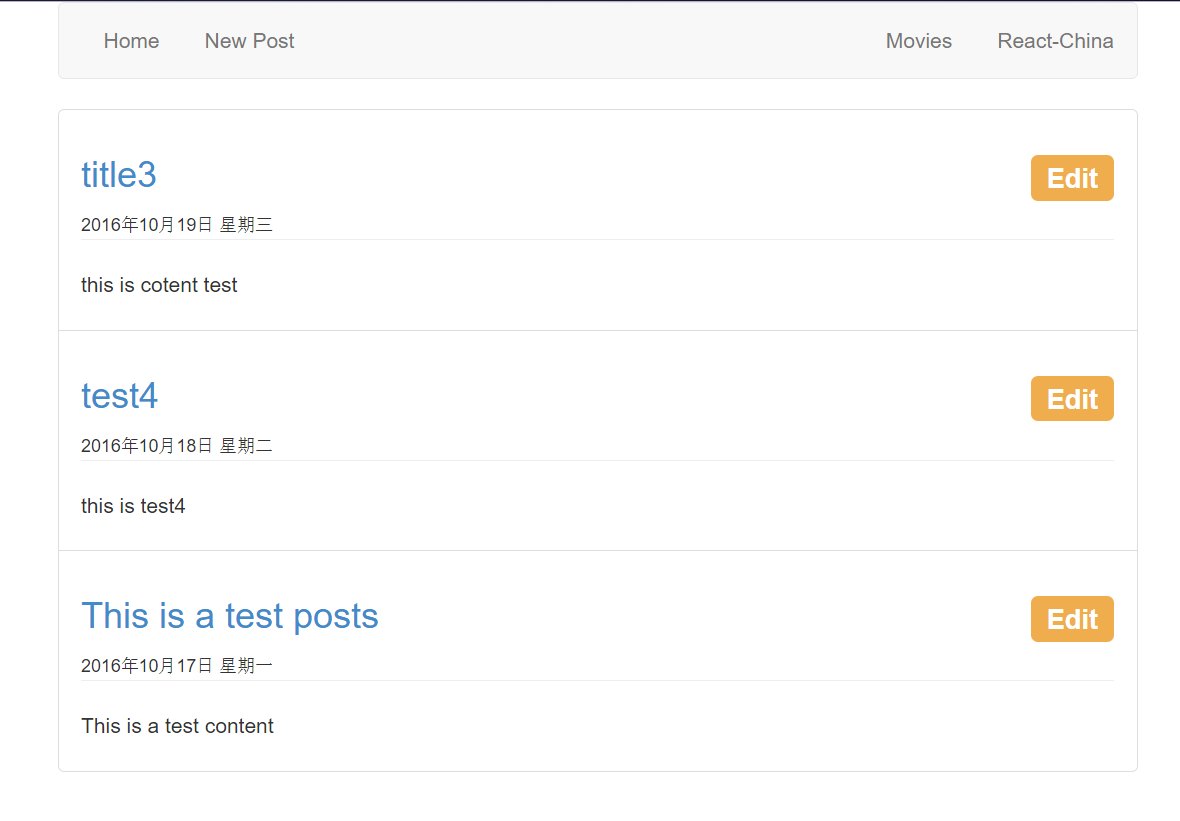 Home New Post Movies React-China
title3 Edit
2016年10月19日 星期三
this is cotent test
test4 Edit
2016年10月18日 星期二
this is test4
This is a test posts Edit
2016年10月17日 星期一
This is a test content